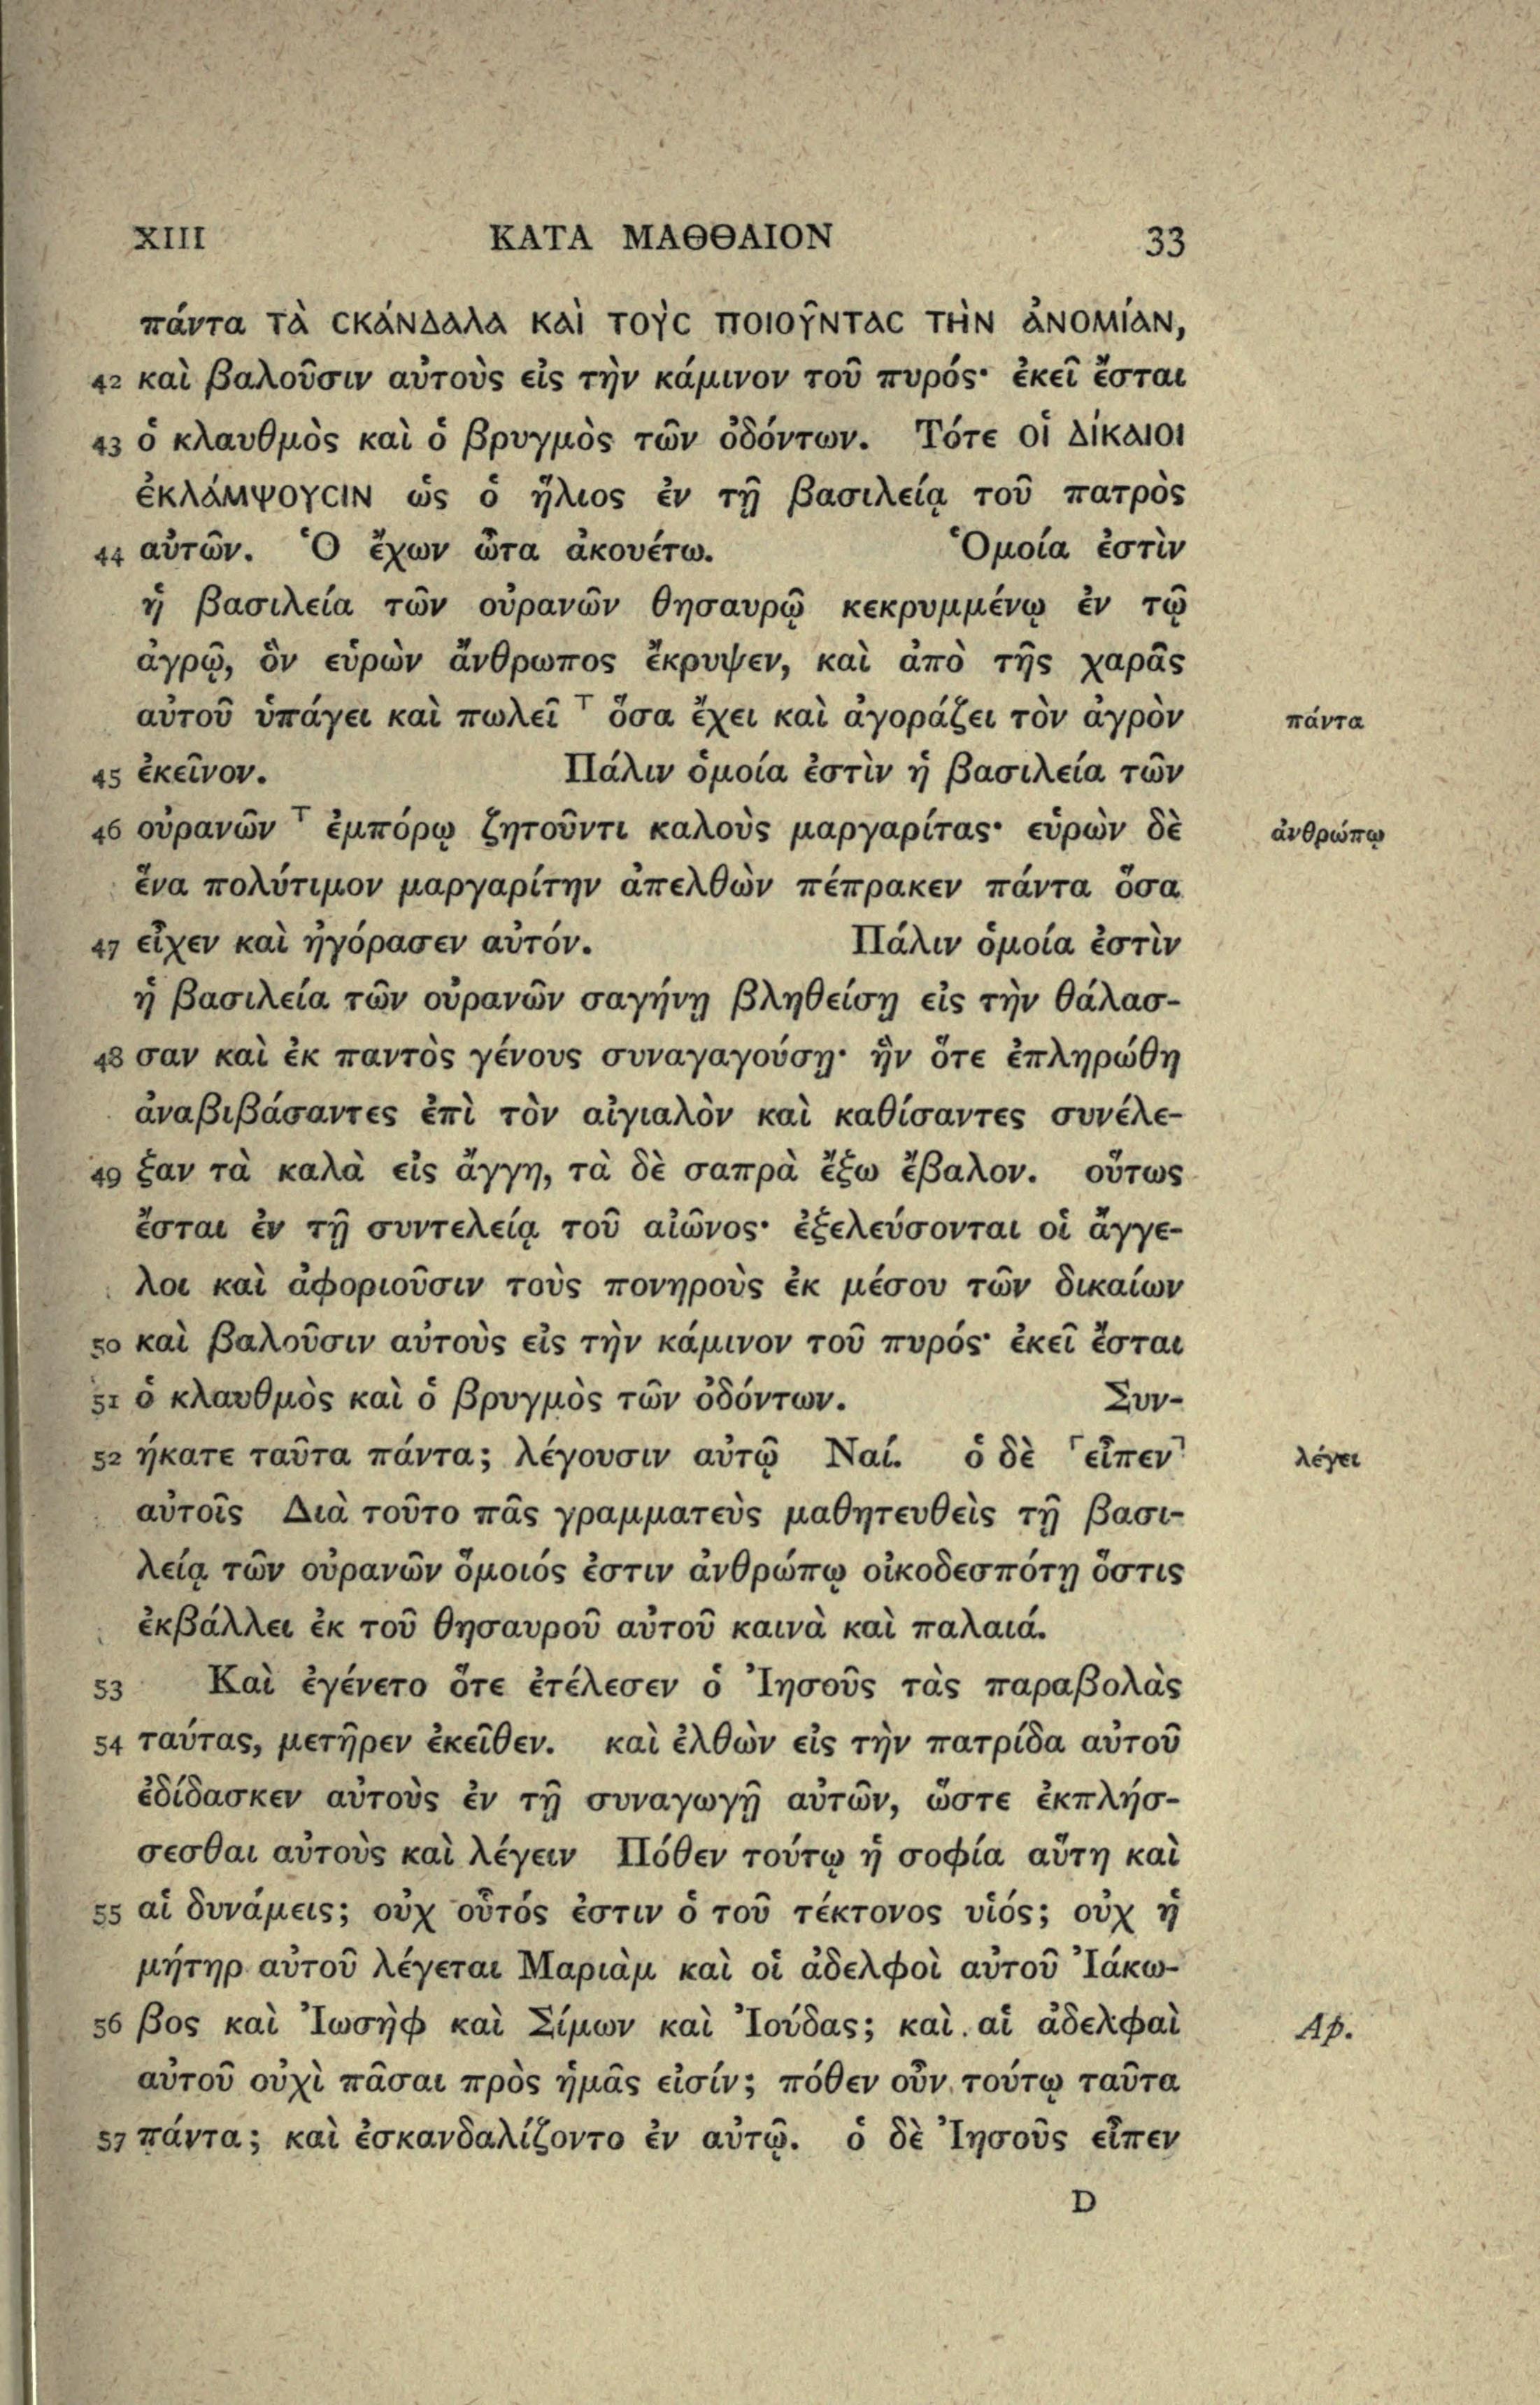 XIII ΚΑΤΑ ΜΑΘΘΑΙΟΝ 33
πάντα τὰ ϲκάνδαλα καὶ τοὺϲ ποιοῦνταϲ τὴν ἀνομίαν,
42 καὶ βαλοῦσιν αὐτοὺς εἰς τὴν κάμινον τοῦ πυρός· ἐκεῖ ἔσται
43 ὁ κλαυθμὸς καὶ ὁ βρυγμὸς τῶν ὀδόντων. Τότε οἱ δίκαιοι
ἐκλάμψουϲιν ὡς ὁ ἥλιος ἐν τῇ βασιλείᾳ τοῦ πατρὸς
44 αὐτῶν. Ὁ ἔχων ὦτα ἀκουέτω. Ὁμοία ἐστὶν
ἡ βασιλεία τῶν οὐρανῶν θησαυρῷ κεκρυμμένῳ ἐν τῷ
ἀγρῷ, ὃν εὑρὼν ἄνθρωπος ἔκρυψεν, καὶ ἀπὸ τῆς χαρᾶς
αὐτοῦ ὑπάγει καὶ πωλεῖ ⸆ ὅσα ἔχει καὶ ἀγοράζει τὸν ἀγρὸν πάντα
45 ἐκεῖνον. Πάλιν ὁμοία ἐστὶν ἡ βασιλεία τῶν
46 οὐρανῶν ⸆ ἐμπόρῳ ζητοῦντι καλοὺς μαργαρίτας· εὑρὼν δὲ ἀνθρώπῳ
ἕνα πολύτιμον μαργαρίτην ἀπελθὼν πέπρακεν πάντα ὅσα
47 εἶχεν καὶ ἠγόρασεν αὐτόν. Πάλιν ὁμοία ἐστὶν
ἡ βασιλεία τῶν οὐρανῶν σαγήνῃ βληθείσῃ εἰς τὴν θάλασ-
48 σαν καὶ ἐκ παντὸς γένους συναγαγούσῃ· ἣν ὅτε ἐπληρώθη
ἀναβιβάσαντες ἐπὶ τὸν αἰγιαλὸν καὶ καθίσαντες συνέλε-
49 ξαν τὰ καλὰ εἰς ἄγγη, τὰ δὲ σαπρὰ ἔξω ἔβαλον. οὕτως
ἔσται ἐν τῇ συντελείᾳ τοῦ αἰῶνος· ἐξελεύσονται οἱ ἄγγε-
λοι καὶ ἀφοριοῦσιν τοὺς πονηροὺς ἐκ μέσου τῶν δικαίων
50 καὶ βαλοῦσιν αὐτοὺς εἰς τὴν κάμινον τοῦ πυρός· ἐκεῖ ἔσται
51 ὁ κλαυθμὸς καὶ ὁ βρυγμὸς τῶν ὀδόντων. Συν-
52 ήκατε ταῦτα πάντα; λέγουσιν αὐτῷ Ναί. ὁ δὲ ⸀εἶπεν⸃ λέγει
αὐτοῖς Διὰ τοῦτο πᾶς γραμματεὺς μαθητευθεὶς τῇ βασι-
λείᾳ τῶν οὐρανῶν ὅμοιός ἐστιν ἀνθρώπῳ οἰκοδεσπότῃ ὅστις
ἐκβάλλει ἐκ τοῦ θησαυροῦ αὐτοῦ καινὰ καὶ παλαιά.
53 Καὶ ἐγένετο ὅτε ἐτέλεσεν ὁ Ἰησοῦς τὰς παραβολὰς
54 ταύτας, μετῆρεν ἐκεῖθεν. καὶ ἐλθὼν εἰς τὴν πατρίδα αὐτοῦ
ἐδίδασκεν αὐτοὺς ἐν τῇ συναγωγῇ αὐτῶν, ὥστε ἐκπλήσ-
σεσθαι αὐτοὺς καὶ λέγειν Πόθεν τούτῳ ἡ σοφία αὕτη καὶ
55 αἱ δυνάμεις; οὐχ οὗτός ἐστιν ὁ τοῦ τέκτονος υἱός; οὐχ ἡ
μήτηρ αὐτοῦ λέγεται Μαριὰμ καὶ οἱ ἀδελφοὶ αὐτοῦ Ἰάκω-
56 βος καὶ Ἰωσὴφ καὶ Σίμων καὶ Ἰούδας; καὶ αἱ ἀδελφαὶ Ap.
αὐτοῦ οὐχὶ πᾶσαι πρὸς ἡμᾶς εἰσίν; πόθεν οὖν τούτῳ ταῦτα
57 πάντα; καὶ ἐσκανδαλίζοντο ἐν αὐτῷ. ὁ δὲ Ἰησοῦς εἶπεν
D